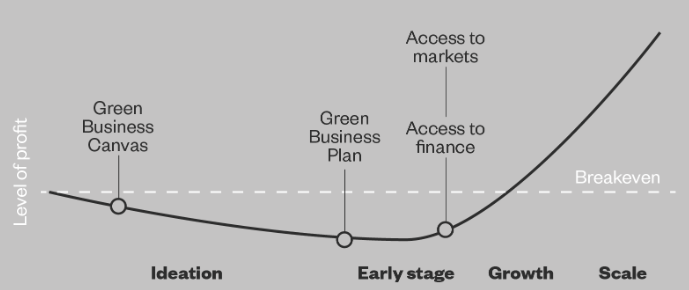 Access to
markets
Green
Business
Canvas
Green
Business
Plan
Access to
finance
Level of profit
Breakeven
Ideation
Early stage
Growth
Scale